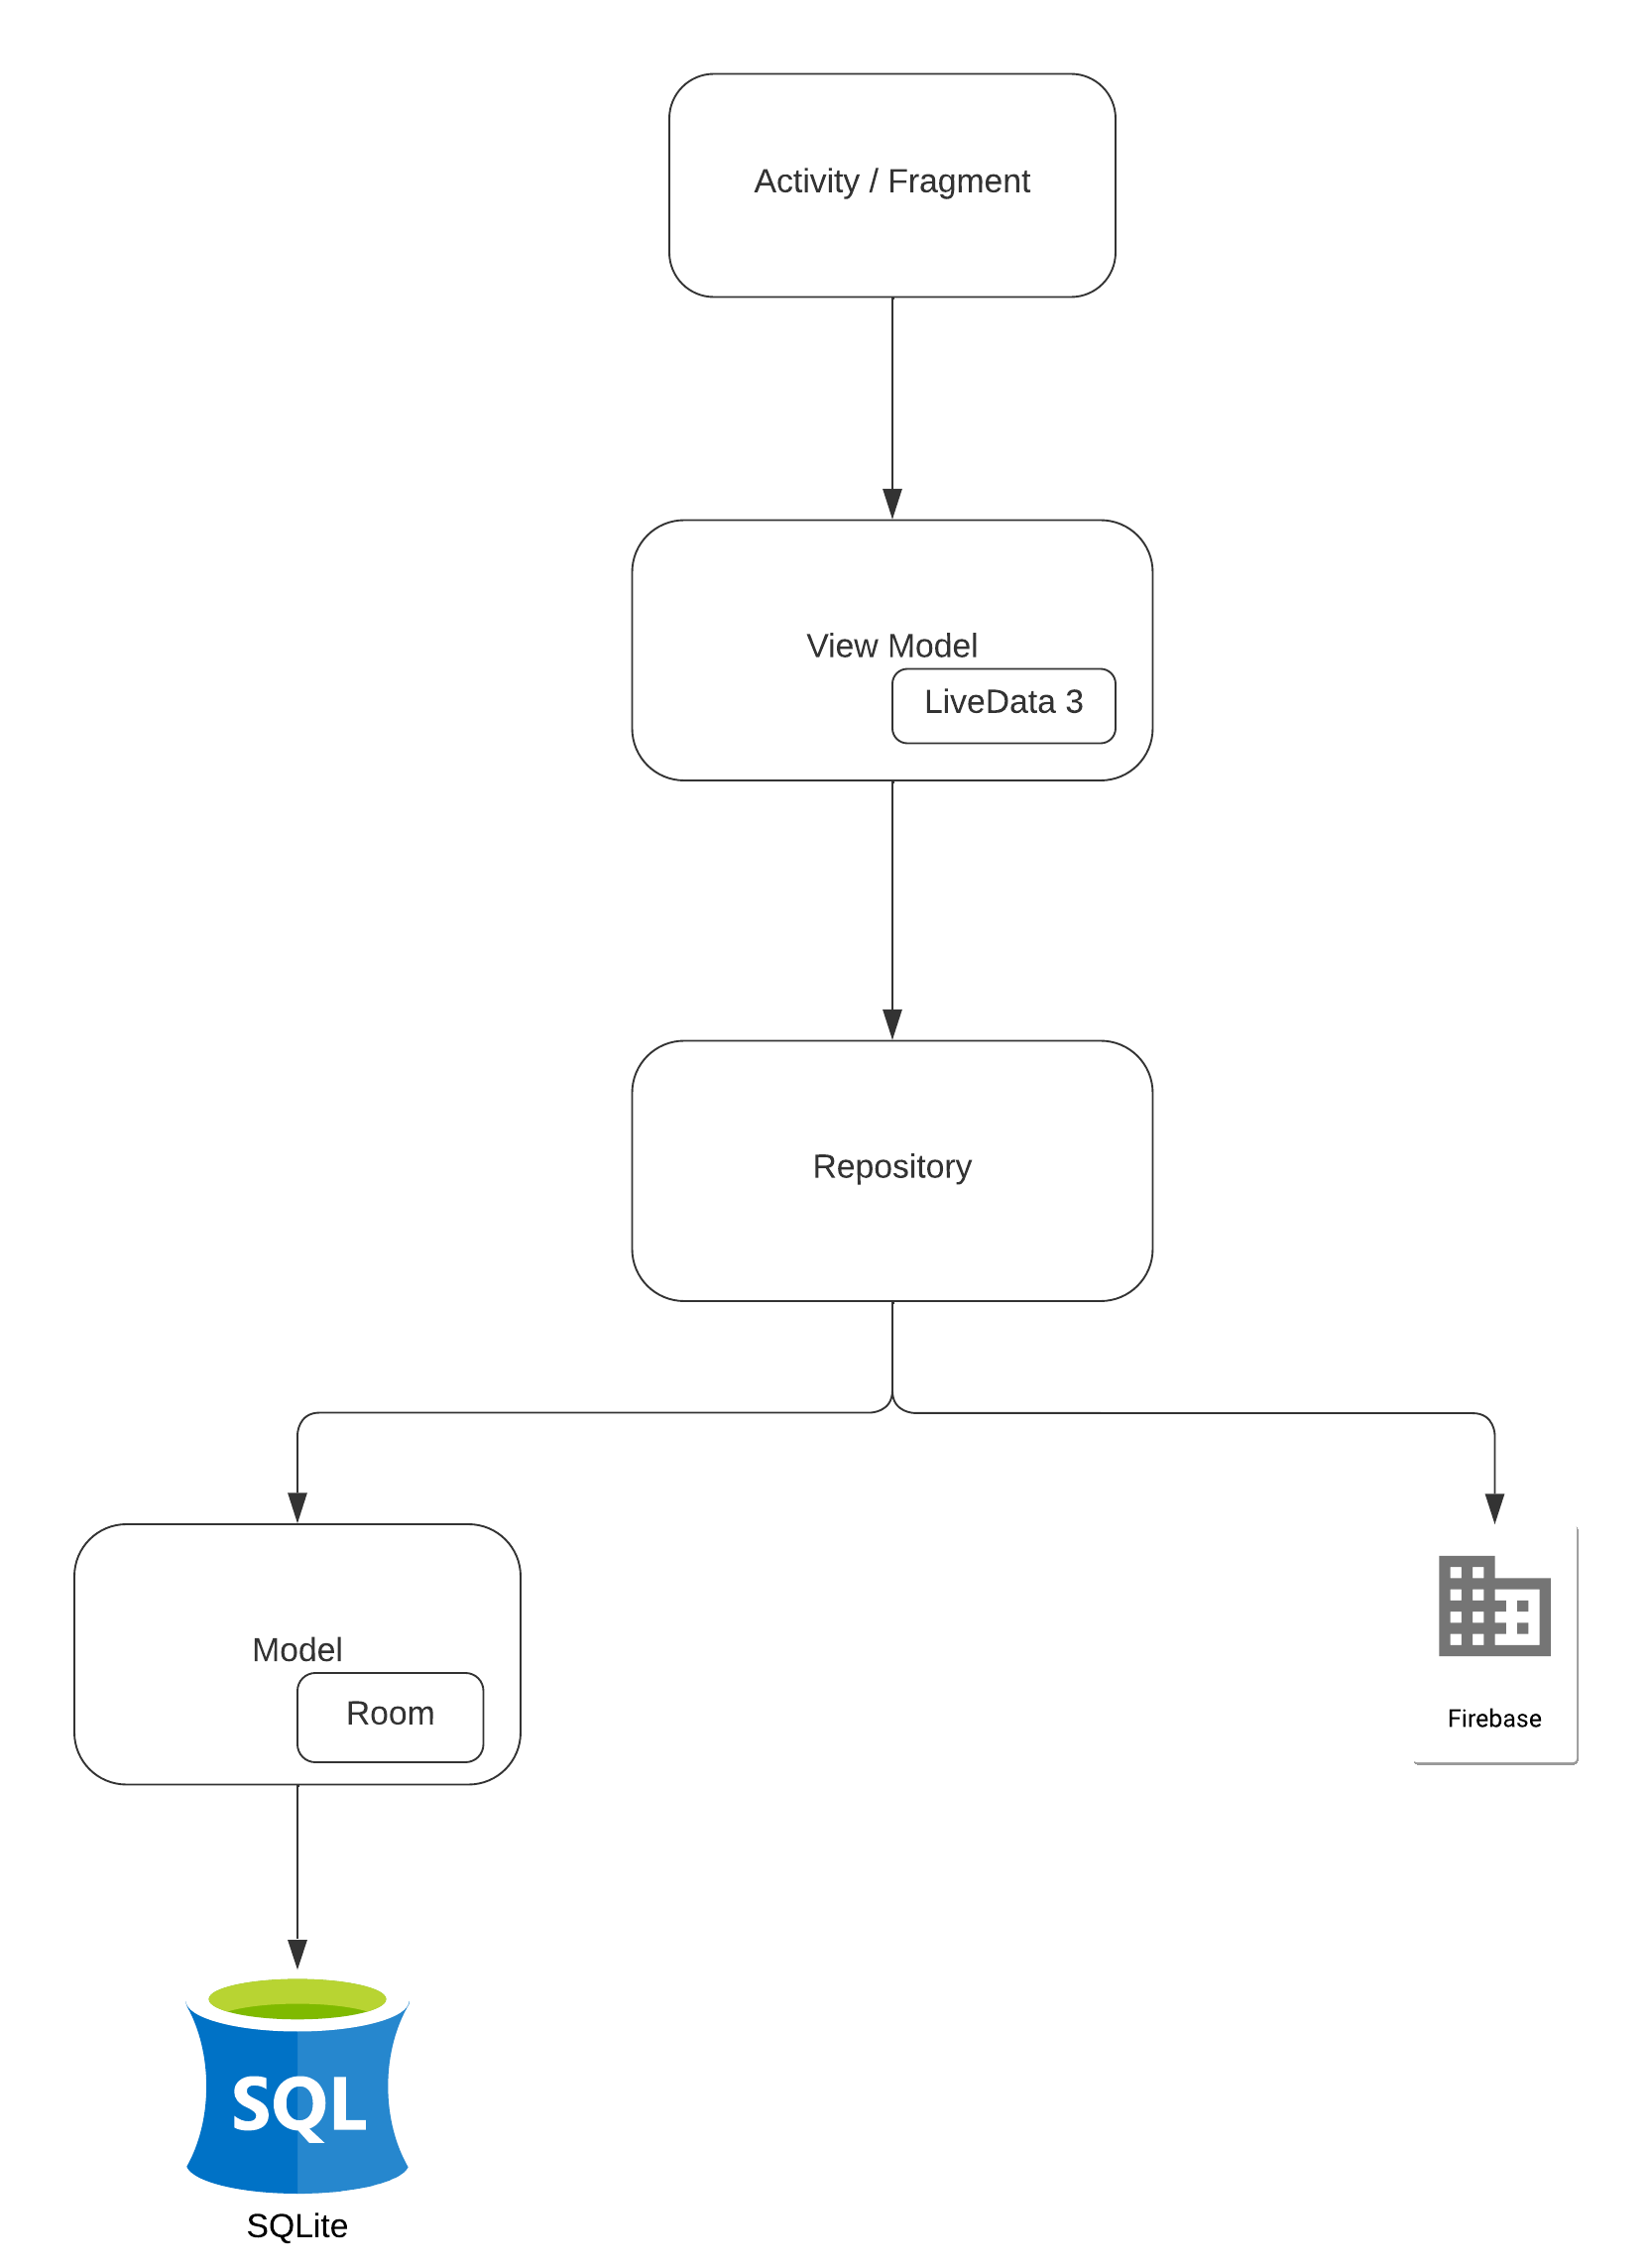 Activity / Fragment
View Model
LiveData 3
Repository
Model
Room
Firebase
SQL
SQLite